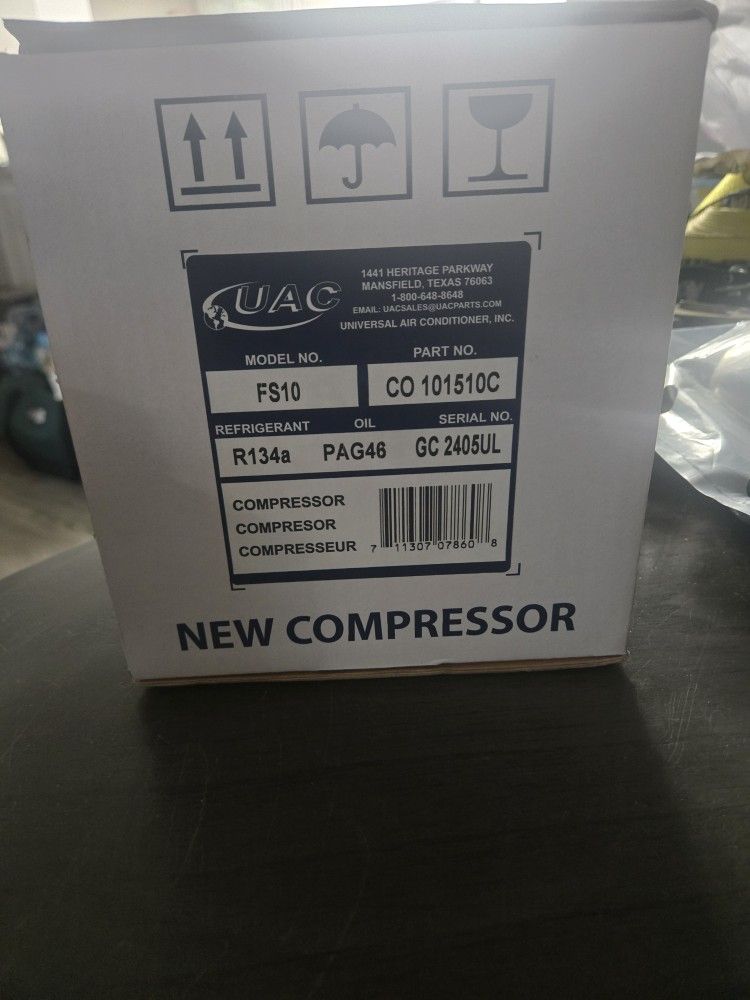 UAC
1441 HERITAGE PARKWAY
MANSFIELD, TEXAS 76063
1-800-648-8648
EMAIL: UACSALES@UACPARTS.COM
UNIVERSAL AIR CONDITIONER, INC.
MODEL NO.
PART NO.
FS10
CO 101510C
REFRIGERANT OIL SERIAL NO.
R134a PAG46 GC 2405UL
COMPRESSOR
COMPRESOR
COMPRESSEUR
7 11307 07860 8
NEW COMPRESSOR